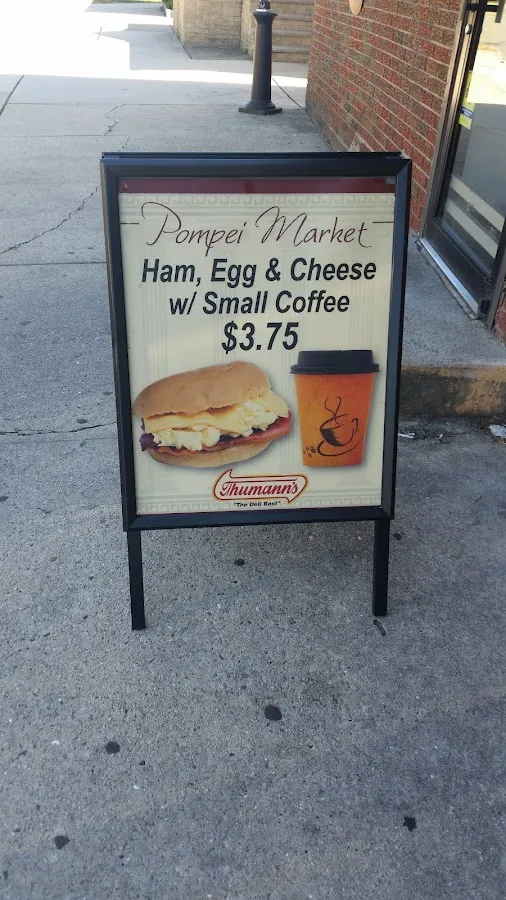 Pompei Market
Ham, Egg & Cheese
w/ Small Coffee
$3.75
Thumann's
"The Deli Best"